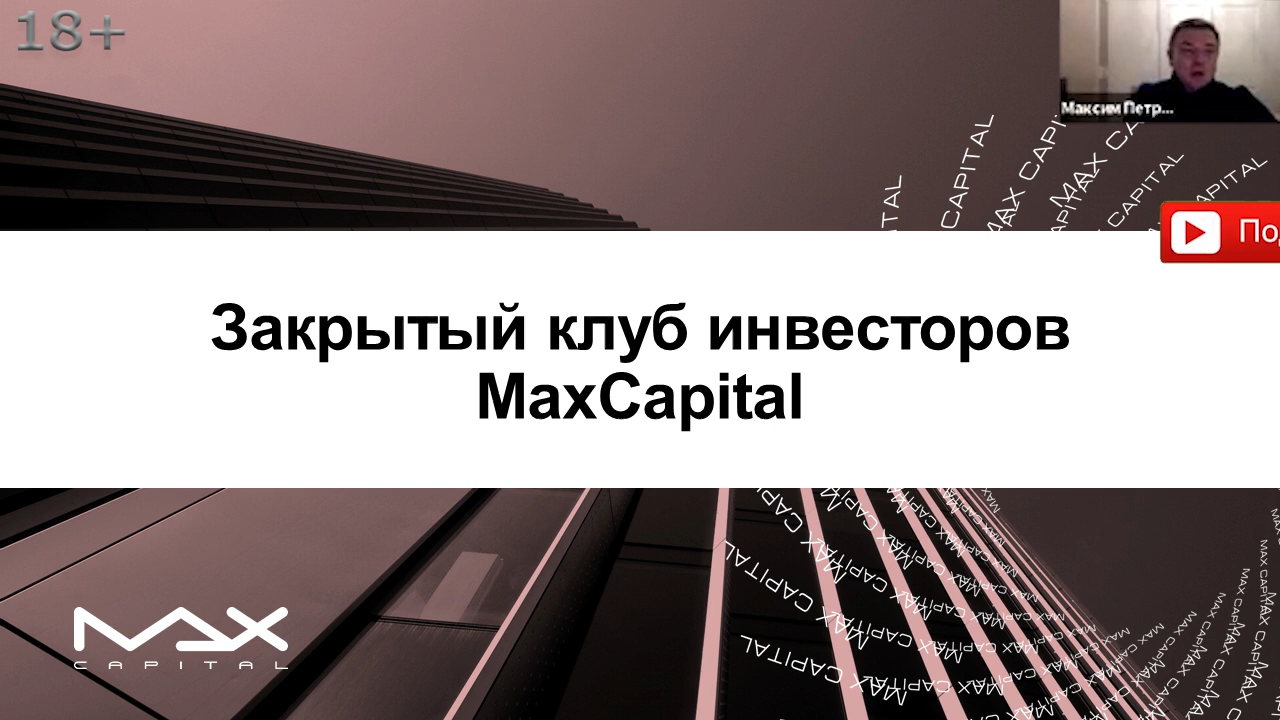 18+
Максим Петр...
Закрытый клуб инвесторов
MaxCapital
MAX
CAPITAL